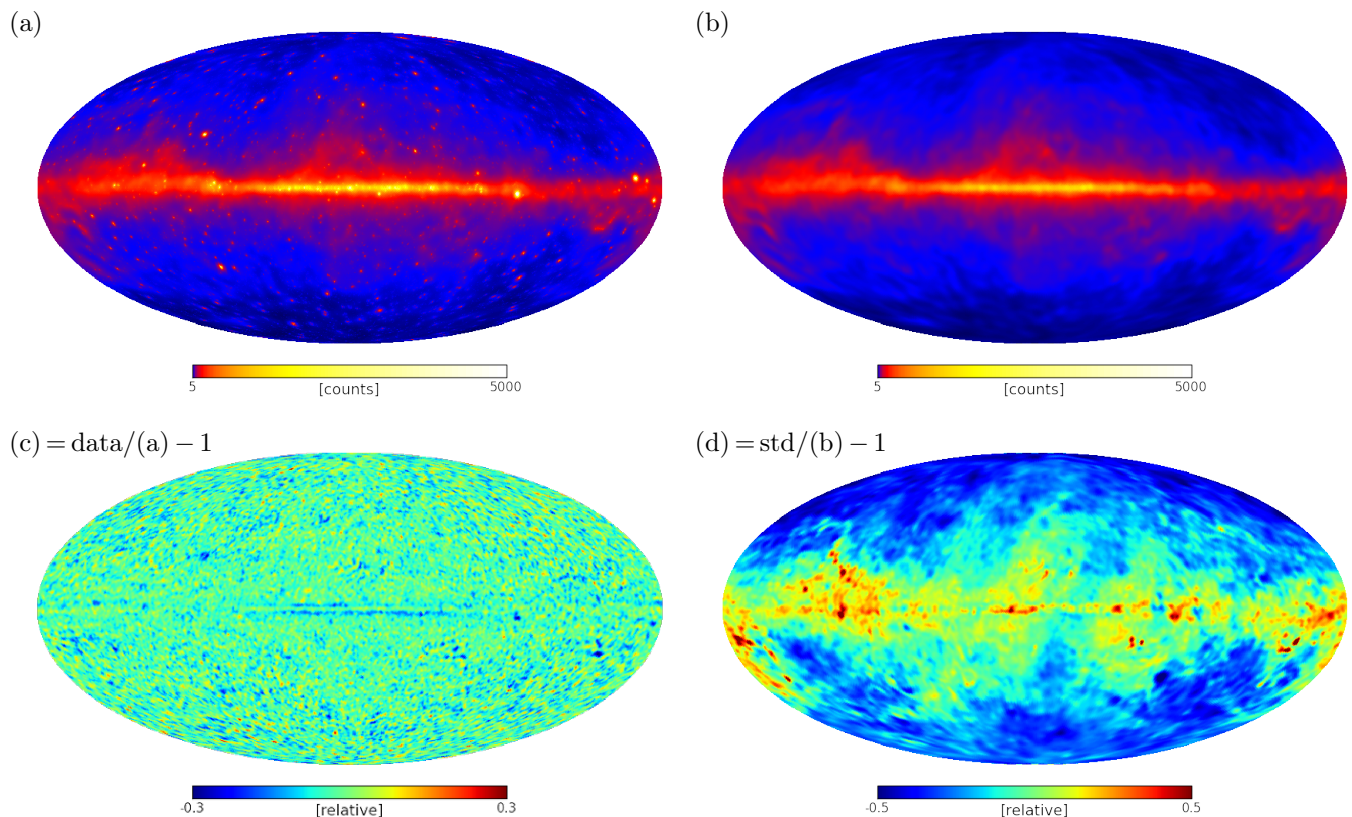 (a)
(b)
5 [counts] 5000
5 [counts] 5000
(c) = data/(a) − 1
(d) = std/(b) − 1
-0.3 [relative] 0.3
-0.5 [relative] 0.5